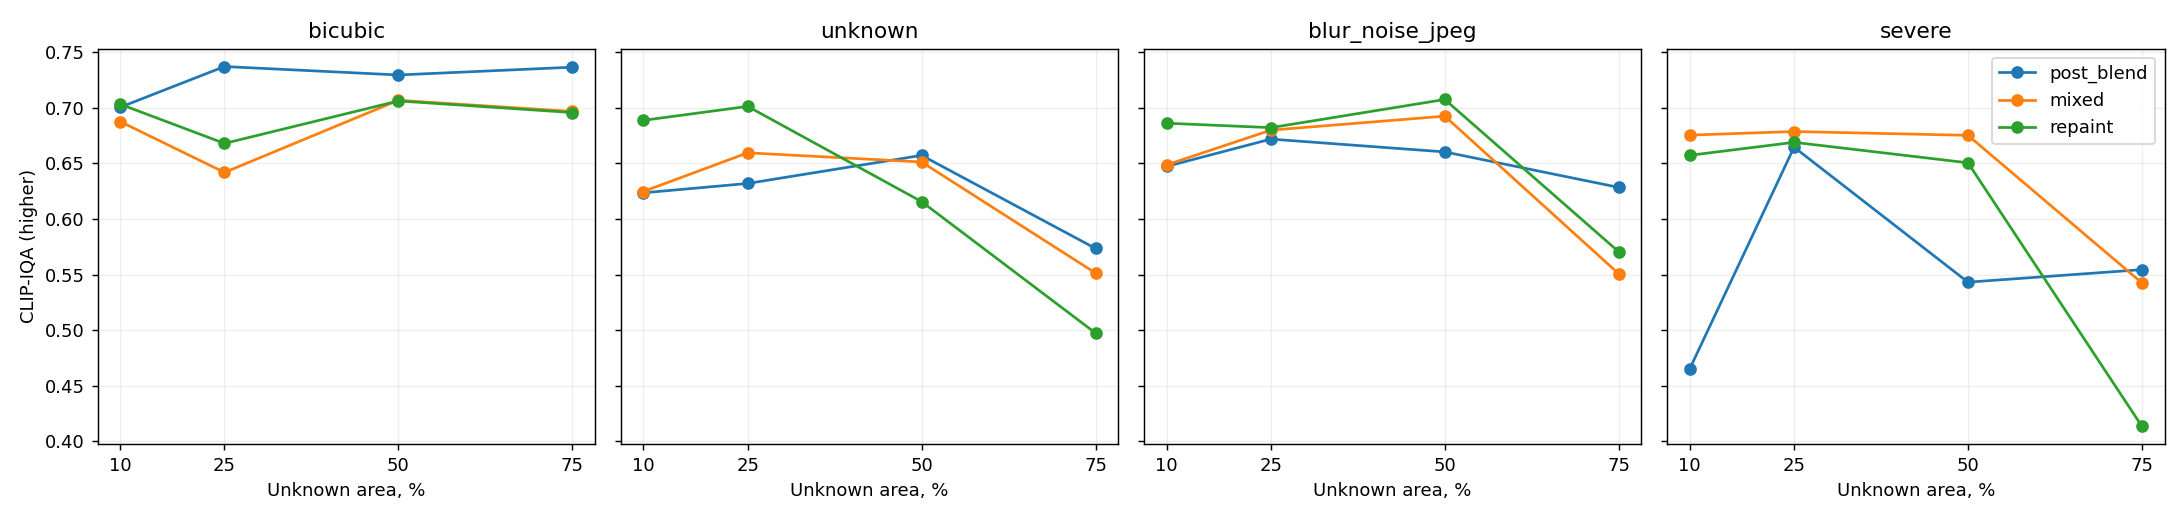 bicubic
unknown
blur_noise_jpeg
severe
CLIP-IQA (higher)
0.75
0.70
0.65
0.60
0.55
0.50
0.45
0.40
10 25 50 75
10 25 50 75
10 25 50 75
10 25 50 75
Unknown area, %
Unknown area, %
Unknown area, %
Unknown area, %
post_blend
mixed
repaint